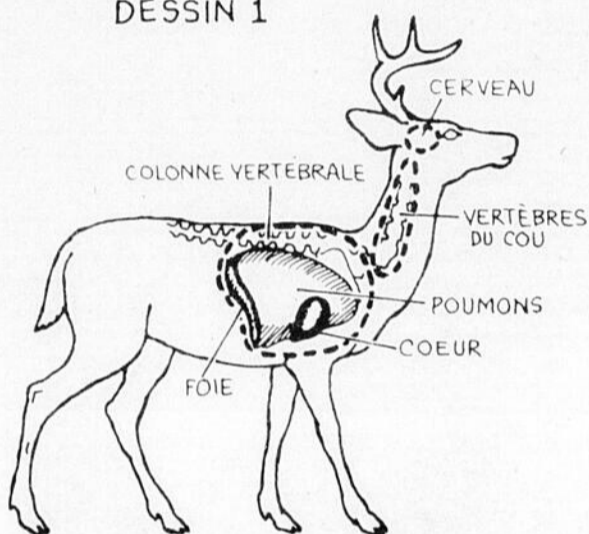 DESSIN 1
CERVEAU
COLONNE VERTÉBRALE
VERTÈBRES
DU COU
POUMONS
COEUR
FOIE